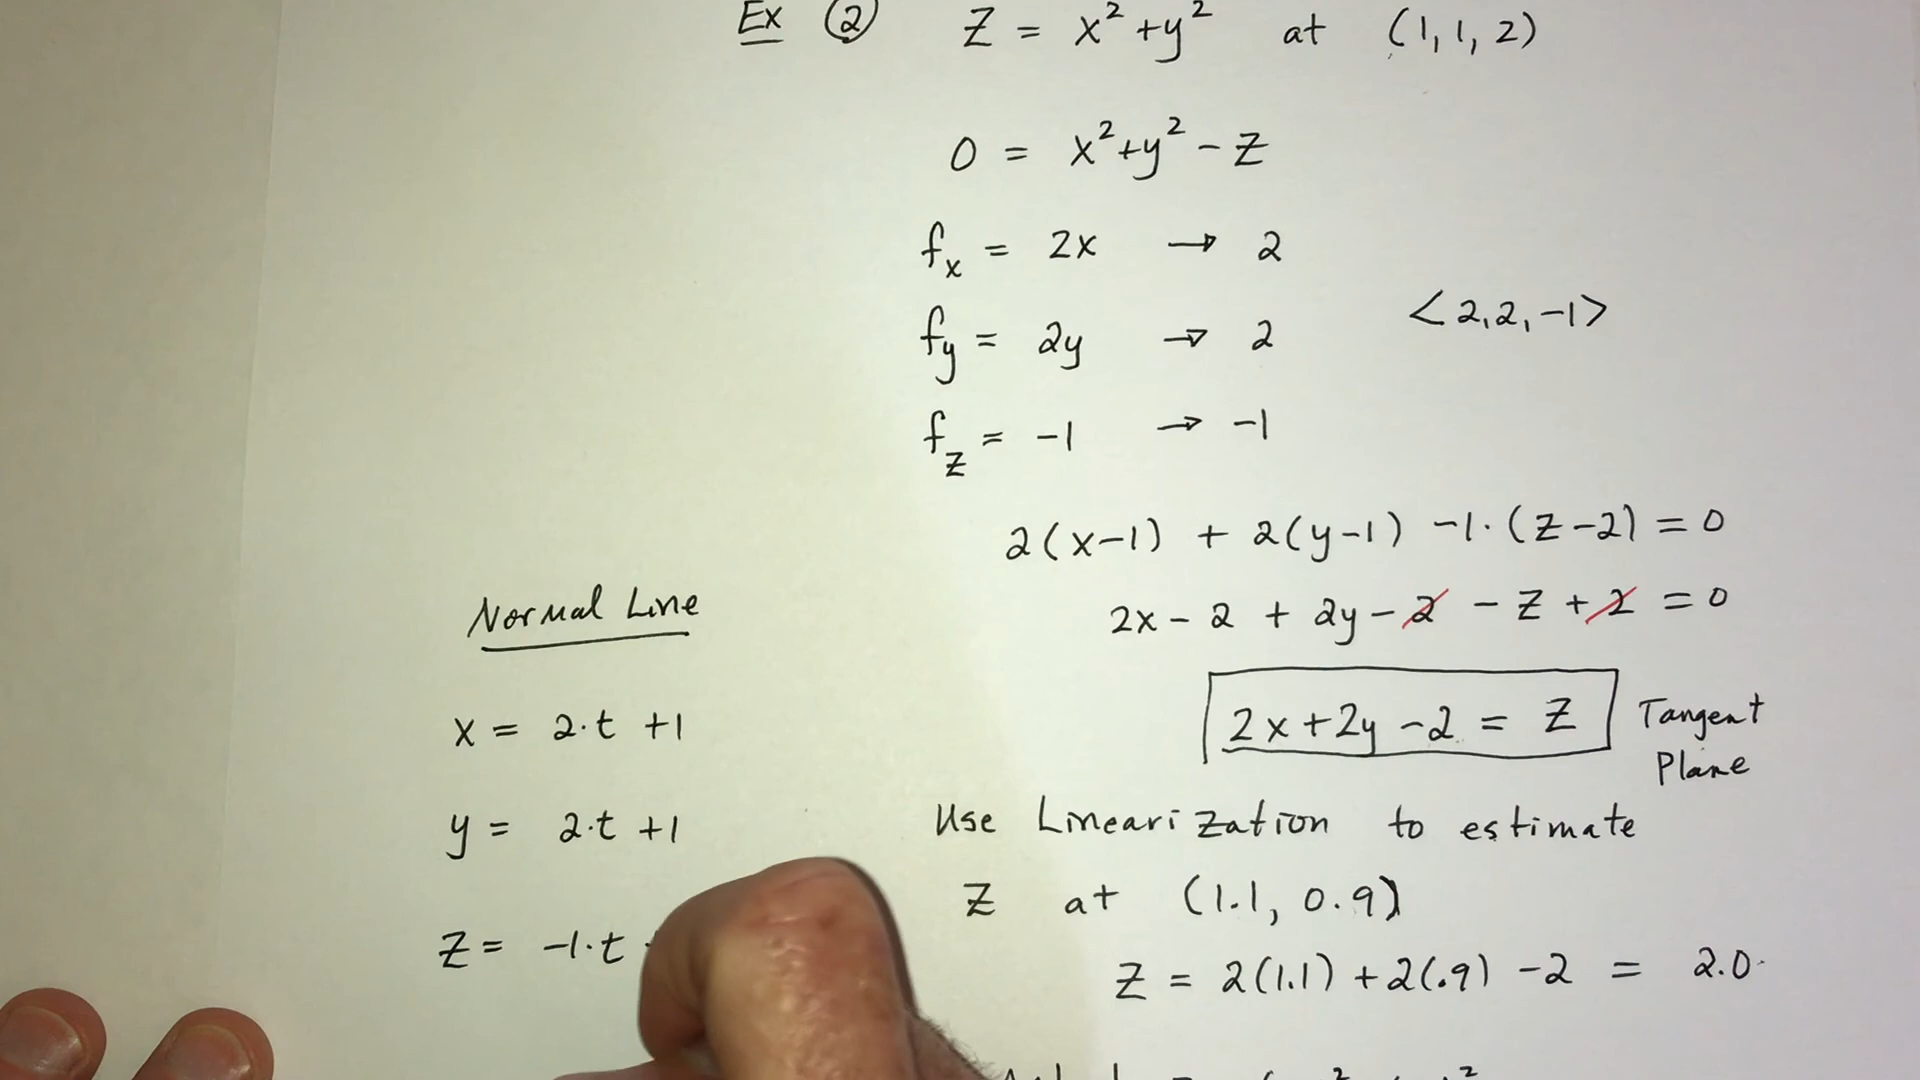 Ex ② Z = x² + y² at (1, 1, 2)
0 = x² + y² - Z
f_x = 2x → 2
f_y = 2y → 2
<2, 2, -1>
f_z = -1 → -1
2(x-1) + 2(y-1) -1·(Z-2) = 0
2x - 2 + 2y - 2 - Z + 2 = 0
2x + 2y - 2 = Z Tangent
Plane
Use Linearization to estimate
Z at (1.1, 0.9)
Z = 2(1.1) + 2(.9) - 2 = 2.0
Normal Line
x = 2·t + 1
y = 2·t + 1
Z = -1·t